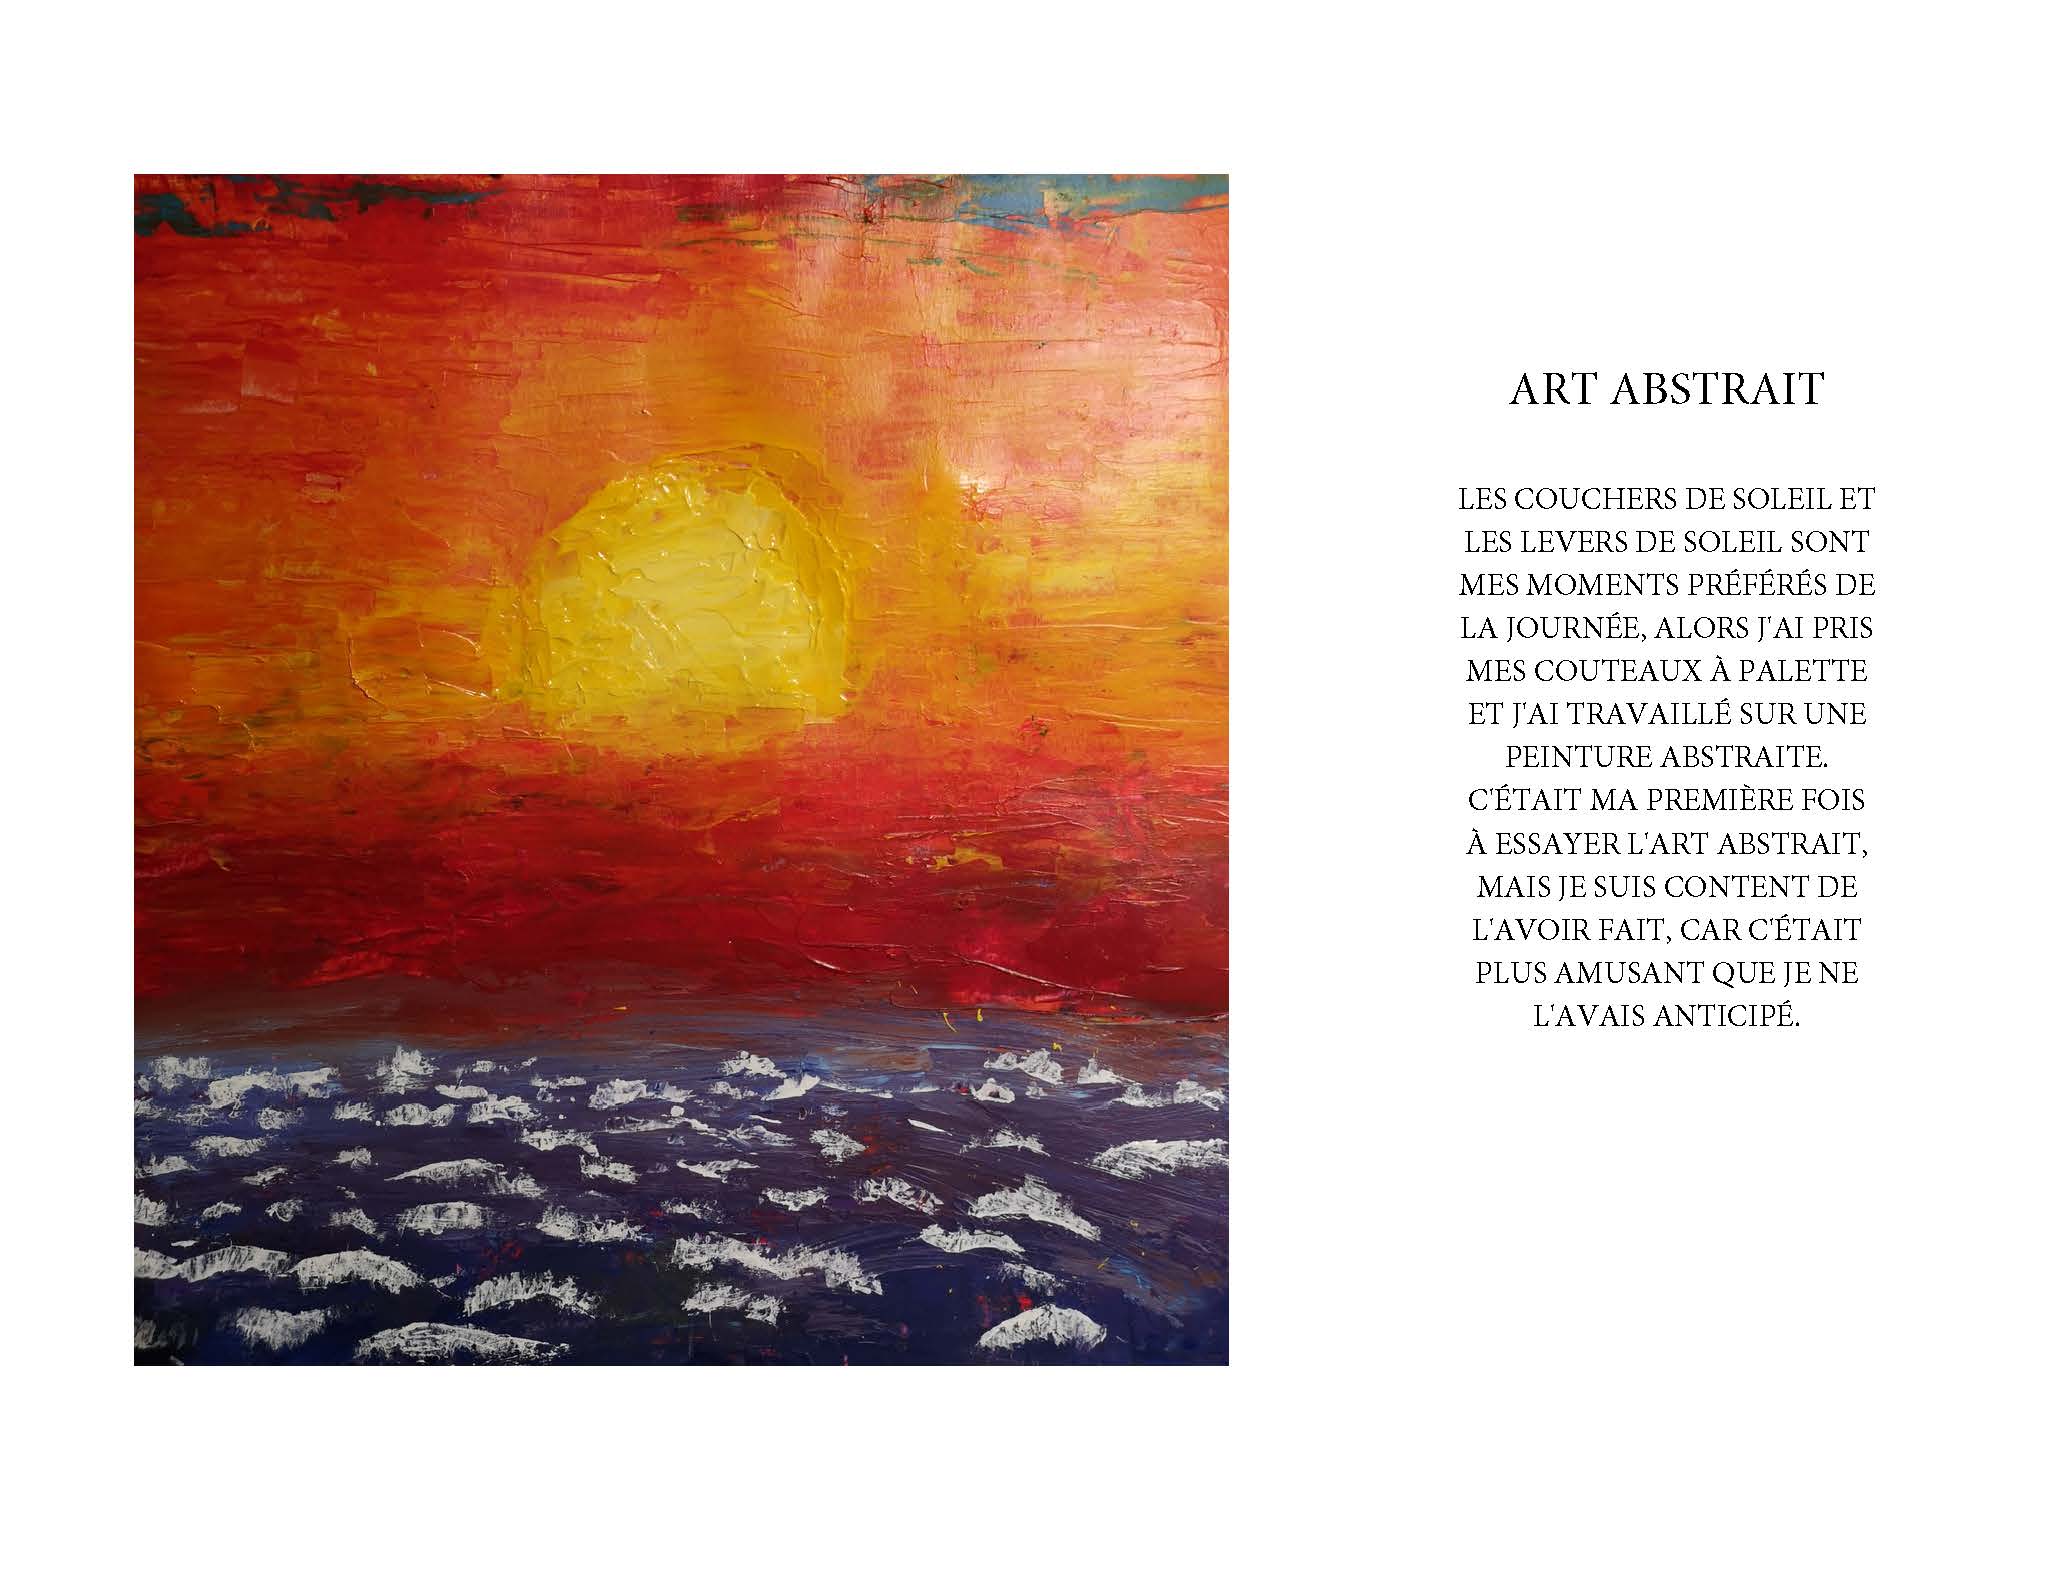 ART ABSTRAIT
LES COUCHERS DE SOLEIL ET
LES LEVERS DE SOLEIL SONT
MES MOMENTS PRÉFÉRÉS DE
LA JOURNÉE, ALORS J'AI PRIS
MES COUTEAUX À PALETTE
ET J'AI TRAVAILLÉ SUR UNE
PEINTURE ABSTRAITE.
C'ÉTAIT MA PREMIÈRE FOIS
À ESSAYER L'ART ABSTRAIT,
MAIS JE SUIS CONTENT DE
L'AVOIR FAIT, CAR C'ÉTAIT
PLUS AMUSANT QUE JE NE
L'AVAIS ANTICIPÉ.